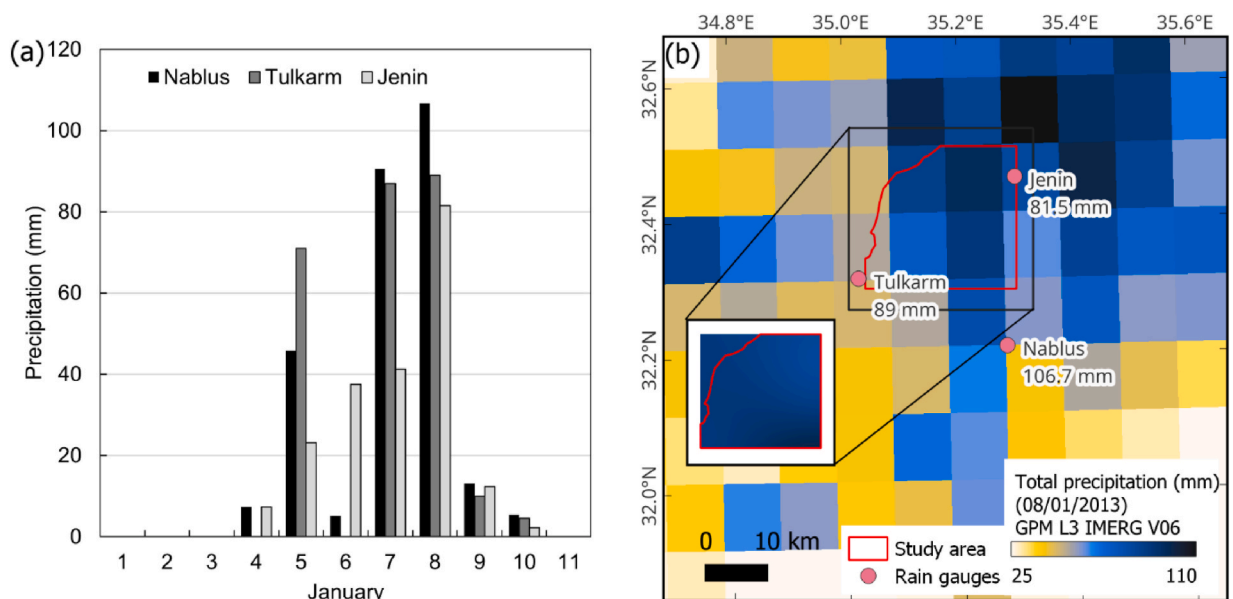 (a)
120
100
80
60
40
20
0
Precipitation (mm)
Nablus Tulkarm Jenin
1 2 3 4 5 6 7 8 9 10 11
January
(b)
34.8°E 35.0°E 35.2°E 35.4°E 35.6°E
32.6°N
32.4°N
32.2°N
32.0°N
Jenin
81.5 mm
Tulkarm
89 mm
Nablus
106.7 mm
0 10 km
Study area
Rain gauges
Total precipitation (mm)
(08/01/2013)
GPM L3 IMERG V06
25 110